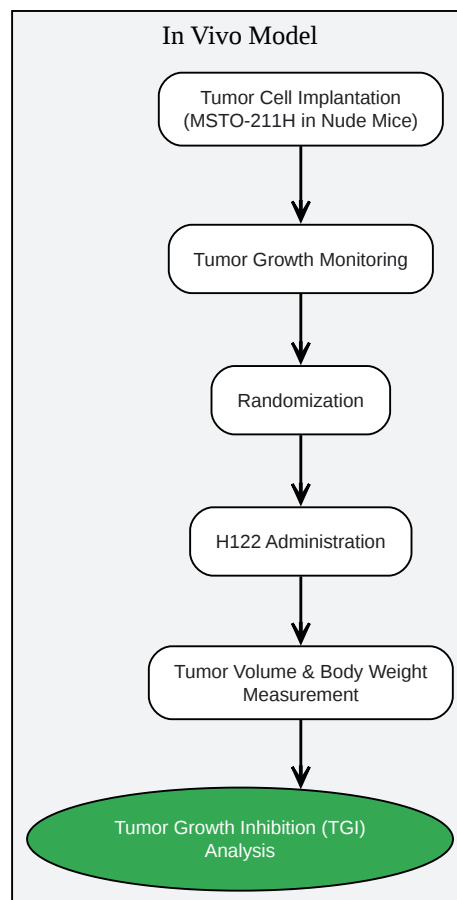 In Vivo Model
Tumor Cell Implantation
(MSTO-211H in Nude Mice)
Tumor Growth Monitoring
Randomization
H122 Administration
Tumor Volume & Body Weight
Measurement
Tumor Growth Inhibition (TGI)
Analysis